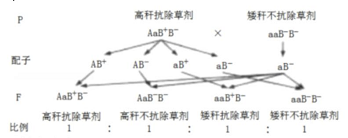 P 高秆抗除草剂 矮秆不抗除草剂
AaB⁺B⁻ × aaB⁻B⁻
配子 AB⁺ AB⁻ aB⁺ aB⁻ aB⁻
F AaB⁺B⁻ AaB⁻B⁻ aaB⁺B⁻ aaB⁻B⁻
高秆抗除草剂 高秆不抗除草剂 矮秆抗除草剂 矮秆不抗除草剂
比例 1 : 1 : 1 : 1